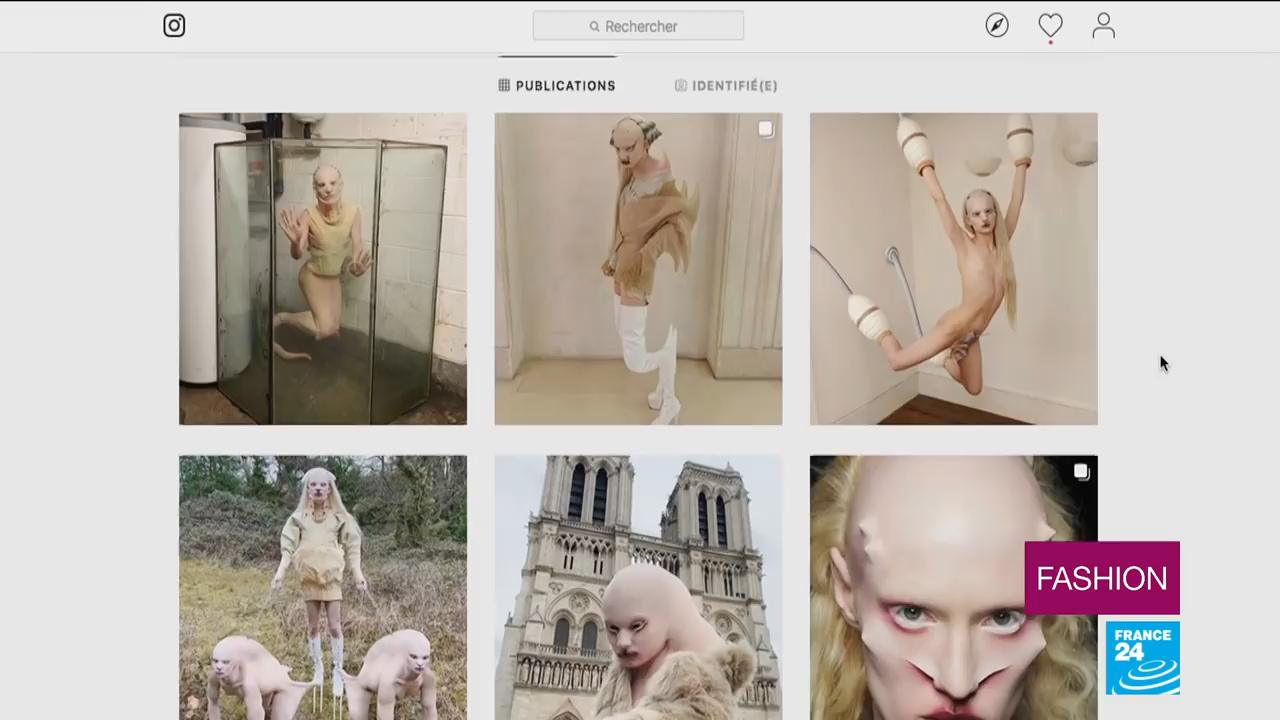 Rechercher
PUBLICATIONS
IDENTIFIÉ(E)
FASHION
FRANCE
24